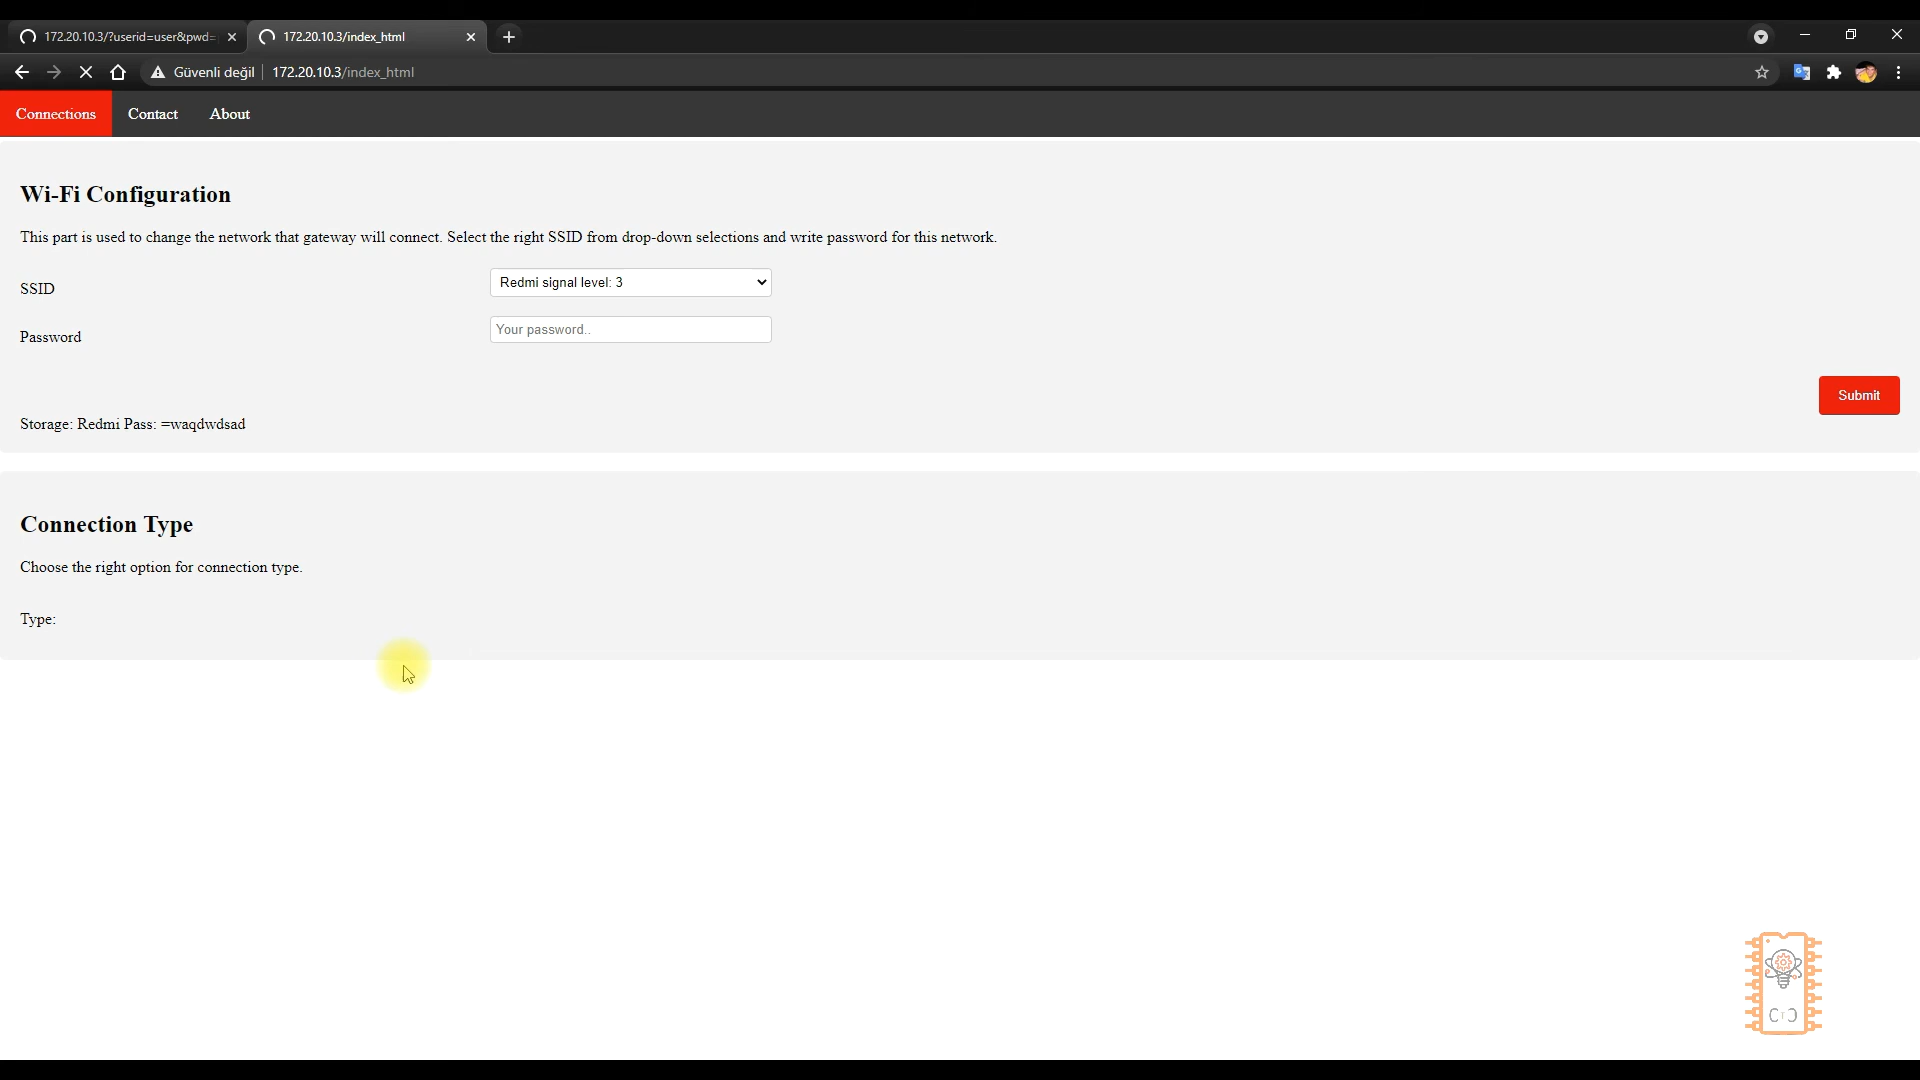 172.20.10.3/?userid=user&pwd=
172.20.10.3/index_html
Güvenli değil
172.20.10.3/index_html
Connections
Contact
About
Wi-Fi Configuration
This part is used to change the network that gateway will connect. Select the right SSID from drop-down selections and write password for this network.
SSID
Redmi signal level: 3
Password
Your password..
Submit
Storage: Redmi Pass: =waqdwdsad
Connection Type
Choose the right option for connection type.
Type: